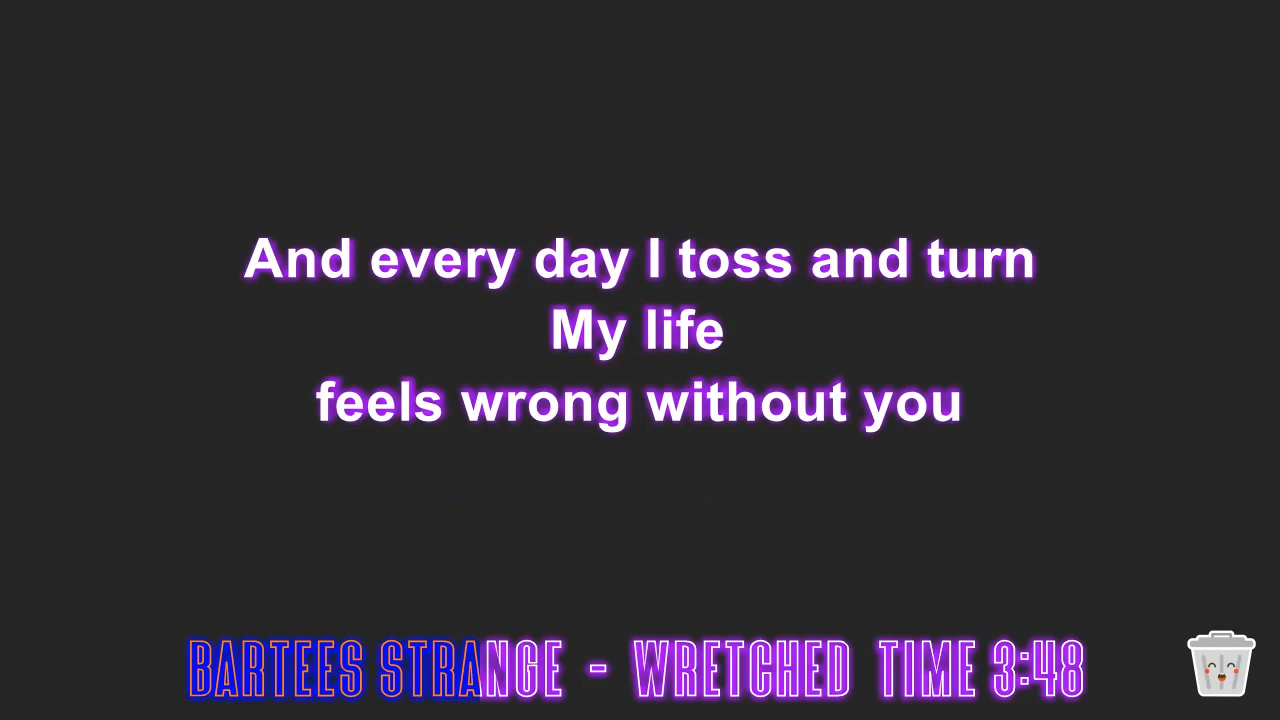 And every day I toss and turn
My life
feels wrong without you
BARTEES STRANGE - WRETCHED TIME 3:48